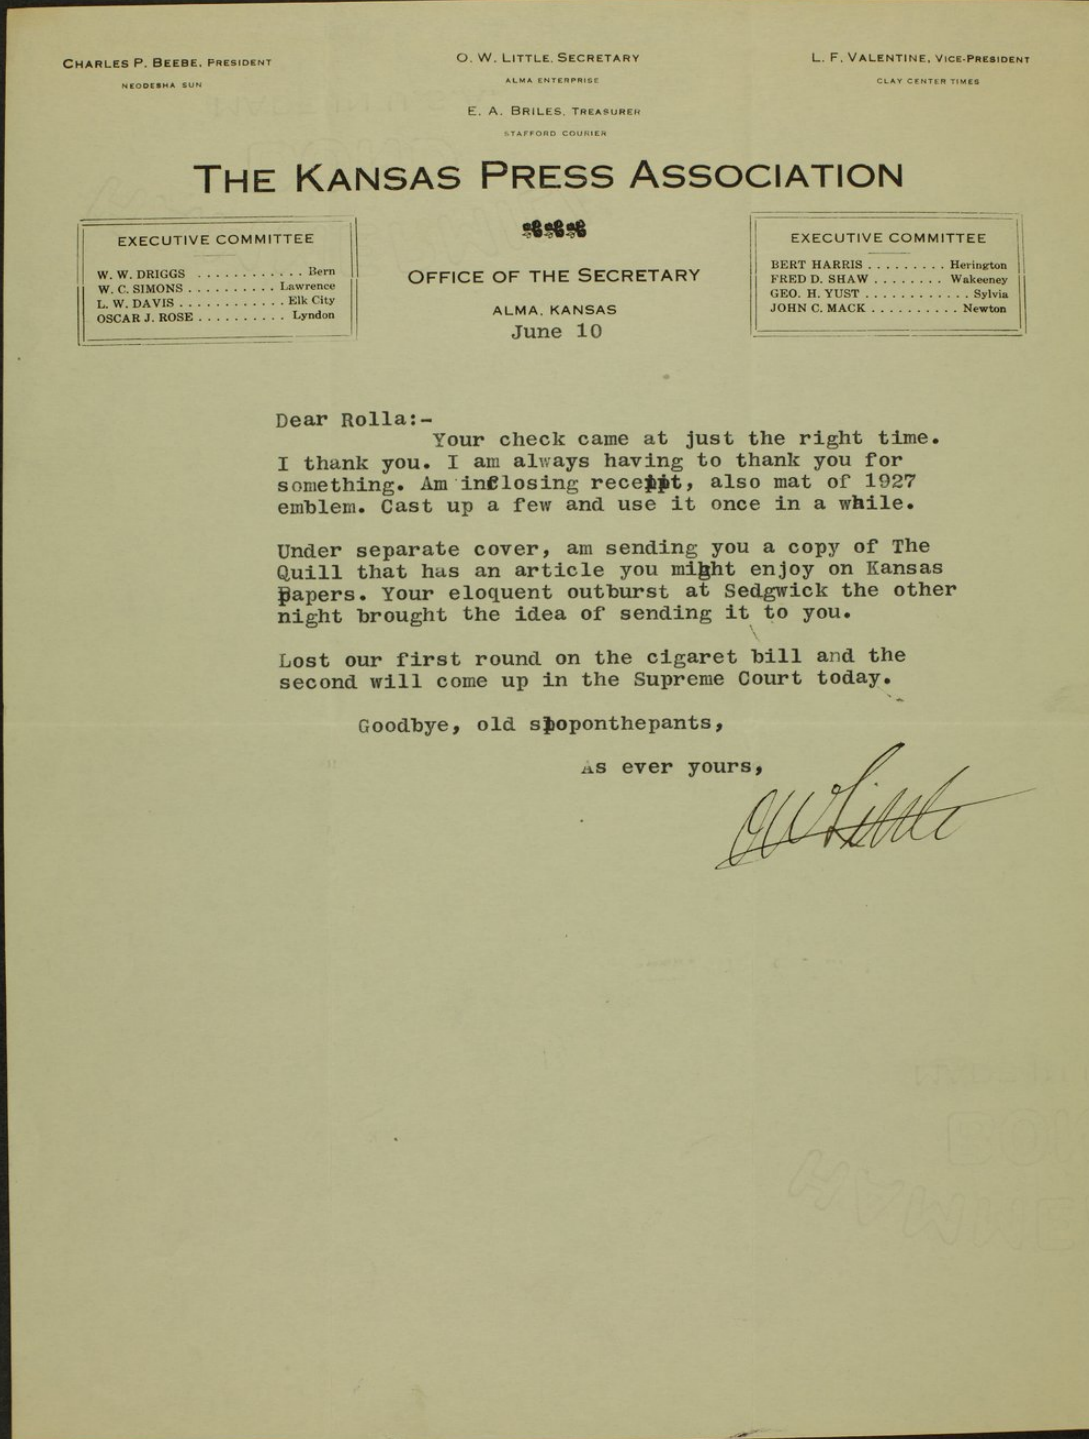 CHARLES P. BEEBE, PRESIDENT
NEODESHA SUN
O. W. LITTLE, SECRETARY
ALMA ENTERPRISE
E. A. BRILES, TREASURER
STAFFORD COURIER
L. F. VALENTINE, VICE-PRESIDENT
CLAY CENTER TIMES
THE KANSAS PRESS ASSOCIATION
EXECUTIVE COMMITTEE
W. W. DRIGGS . . . . . . . . . . . . Bern
W. C. SIMONS . . . . . . . . . . Lawrence
L. W. DAVIS . . . . . . . . . . . . Elk City
OSCAR J. ROSE . . . . . . . . . . Lyndon
OFFICE OF THE SECRETARY
ALMA, KANSAS
June 10
EXECUTIVE COMMITTEE
BERT HARRIS . . . . . . . . . Herington
FRED D. SHAW . . . . . . . . Wakeeney
GEO. H. YUST . . . . . . . . . . . . Sylvia
JOHN C. MACK . . . . . . . . . . Newton
Dear Rolla:-
Your check came at just the right time.
I thank you. I am always having to thank you for
something. Am inclosing receipt, also mat of 1927
emblem. Cast up a few and use it once in a while.
Under separate cover, am sending you a copy of The
Quill that has an article you might enjoy on Kansas
papers. Your eloquent outburst at Sedgwick the other
night brought the idea of sending it to you.
Lost our first round on the cigaret bill and the
second will come up in the Supreme Court today.
Goodbye, old
As ever yours,
OW Little